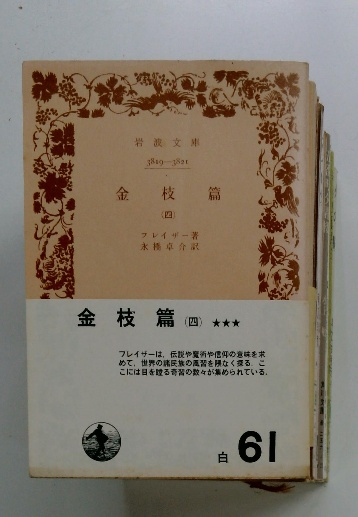 岩波文庫
3819—3821
金枝篇
(四)
フレイザー著
永橋卓介訳
金枝篇 (四) ★★★
フレイザーは、伝説や魔術や信仰の意味を求
めて、世界の諸民族の風習を隈なく探る。こ
こには目を瞠る奇習の数々が集められている。
白 61